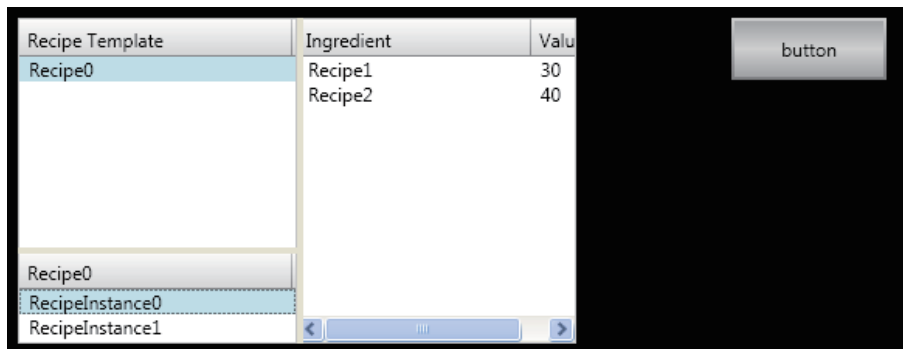 Recipe Template
Recipe0
Recipe0
RecipeInstance0
RecipeInstance1
Ingredient Valu
Recipe1 30
Recipe2 40
button